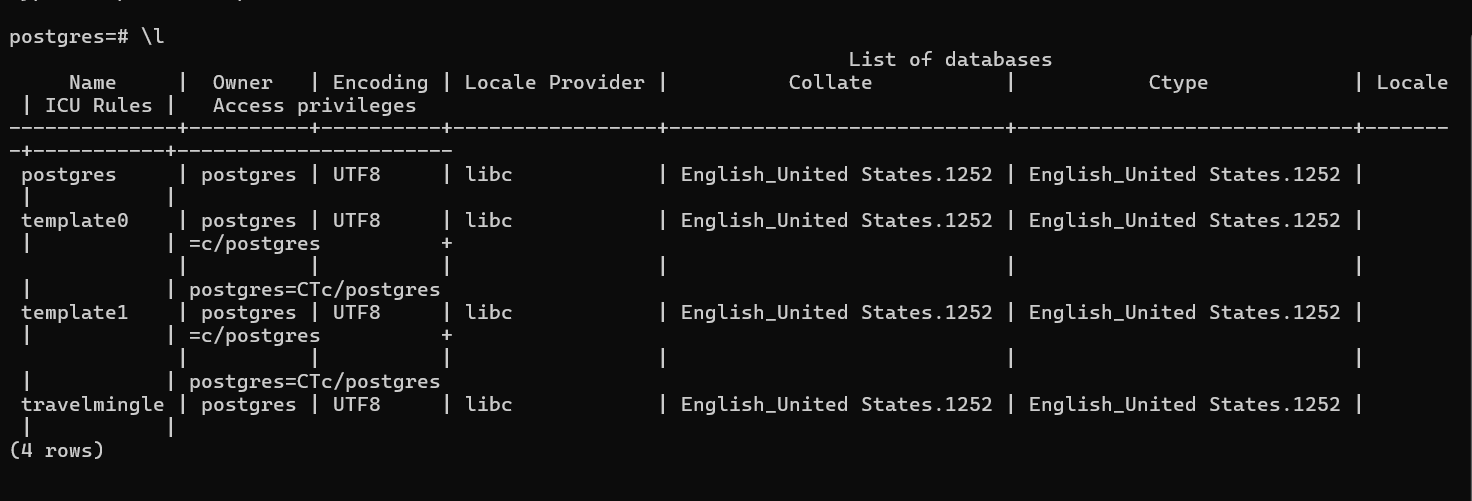 postgres=# \l
                                                                      List of databases
     Name     |  Owner   | Encoding | Locale Provider |          Collate           |           Ctype            | Locale
 | ICU Rules |   Access privileges
--------------+----------+----------+-----------------+----------------------------+----------------------------+-------
-+-----------+-----------------------
 postgres     | postgres | UTF8     | libc            | English_United States.1252 | English_United States.1252 |
 |           |
 template0    | postgres | UTF8     | libc            | English_United States.1252 | English_United States.1252 |
 |           | =c/postgres          +
              |          |          |                 |                            |                            |
 |           | postgres=CTc/postgres
 template1    | postgres | UTF8     | libc            | English_United States.1252 | English_United States.1252 |
 |           | =c/postgres          +
              |          |          |                 |                            |                            |
 |           | postgres=CTc/postgres
 travelmingle | postgres | UTF8     | libc            | English_United States.1252 | English_United States.1252 |
 |           |
(4 rows)